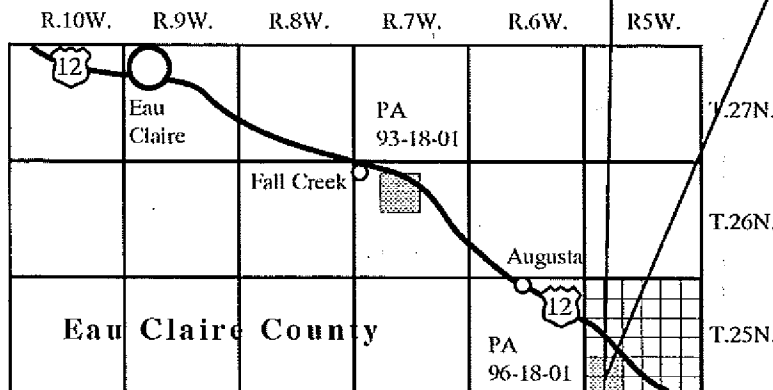 R.10W. R.9W. R.8W. R.7W. R.6W. R5W.
12
Eau
Claire
PA
93-18-01
T.27N.
Fall Creek
T.26N.
Augusta
12
Eau Claire County
PA
96-18-01
T.25N.